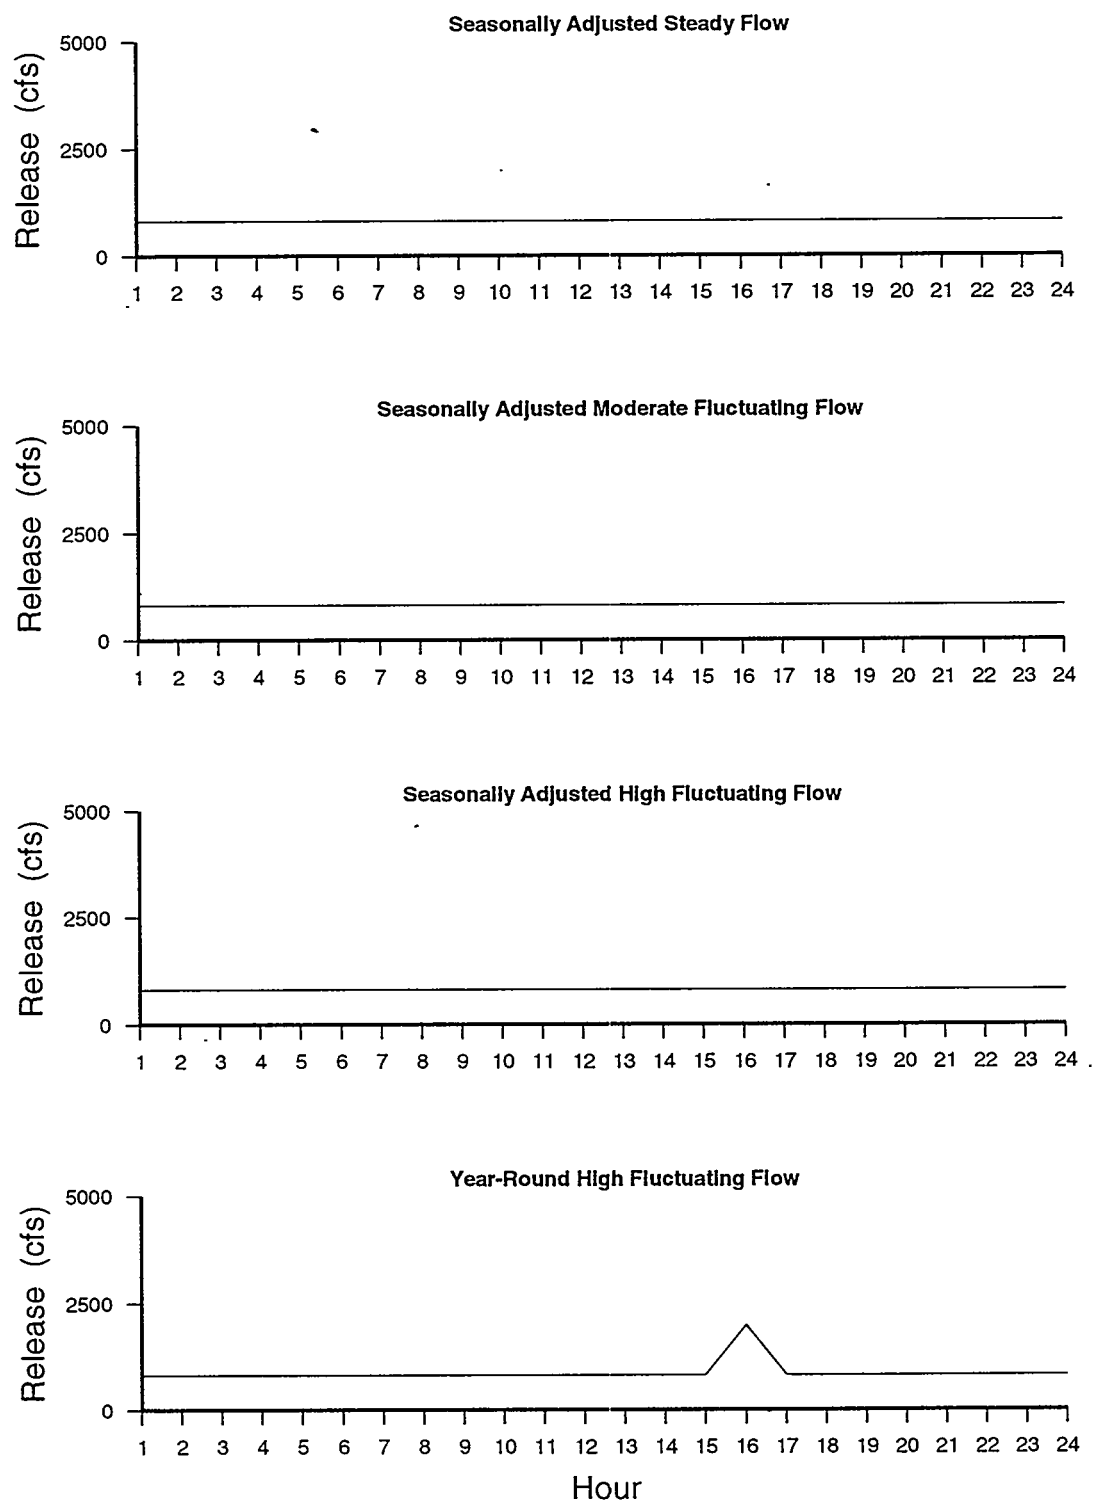 Seasonally Adjusted Steady Flow
5000
2500
0
Release (cfs)
1 2 3 4 5 6 7 8 9 10 11 12 13 14 15 16 17 18 19 20 21 22 23 24
Seasonally Adjusted Moderate Fluctuating Flow
5000
2500
0
Release (cfs)
1 2 3 4 5 6 7 8 9 10 11 12 13 14 15 16 17 18 19 20 21 22 23 24
Seasonally Adjusted High Fluctuating Flow
5000
2500
0
Release (cfs)
1 2 3 4 5 6 7 8 9 10 11 12 13 14 15 16 17 18 19 20 21 22 23 24
Year-Round High Fluctuating Flow
5000
2500
0
Release (cfs)
1 2 3 4 5 6 7 8 9 10 11 12 13 14 15 16 17 18 19 20 21 22 23 24
Hour